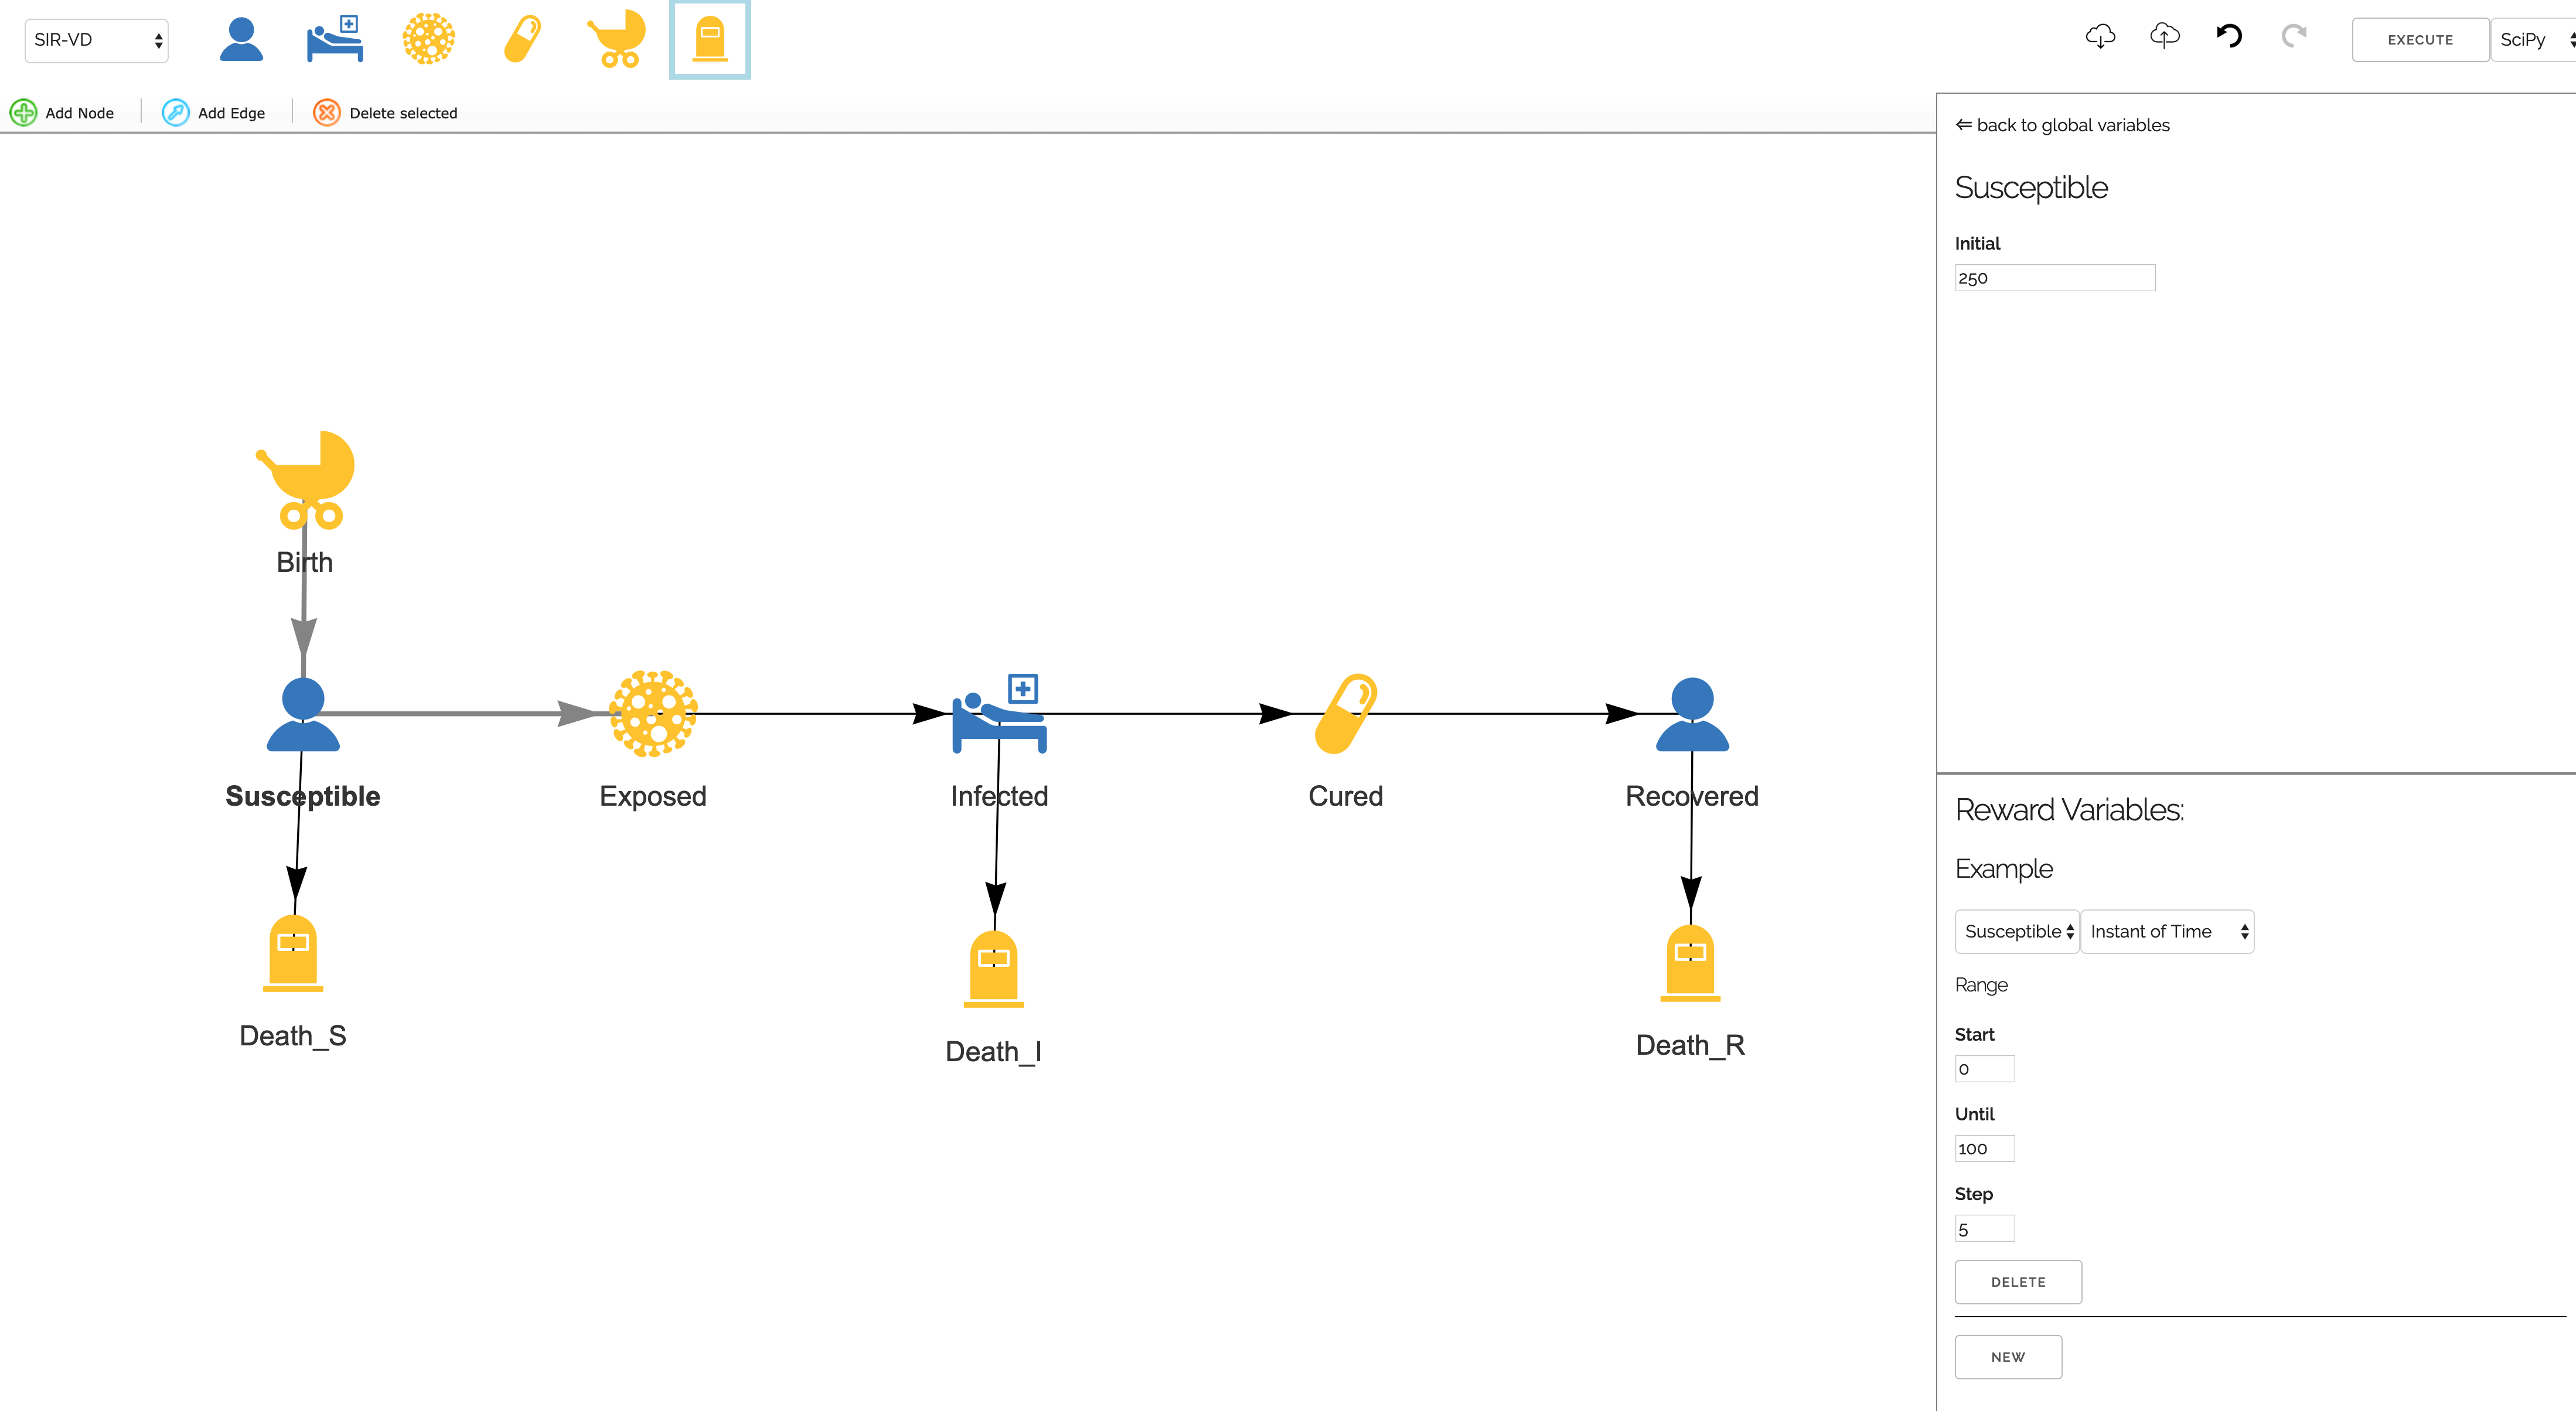 SIR-VD
EXECUTE
SciPy
Add Node
Add Edge
Delete selected
⇐ back to global variables
Susceptible
Initial
250
Birth
Susceptible
Exposed
Infected
Cured
Recovered
Death_S
Death_I
Death_R
Reward Variables:
Example
Susceptible
Instant of Time
Range
Start
0
Until
100
Step
5
DELETE
NEW